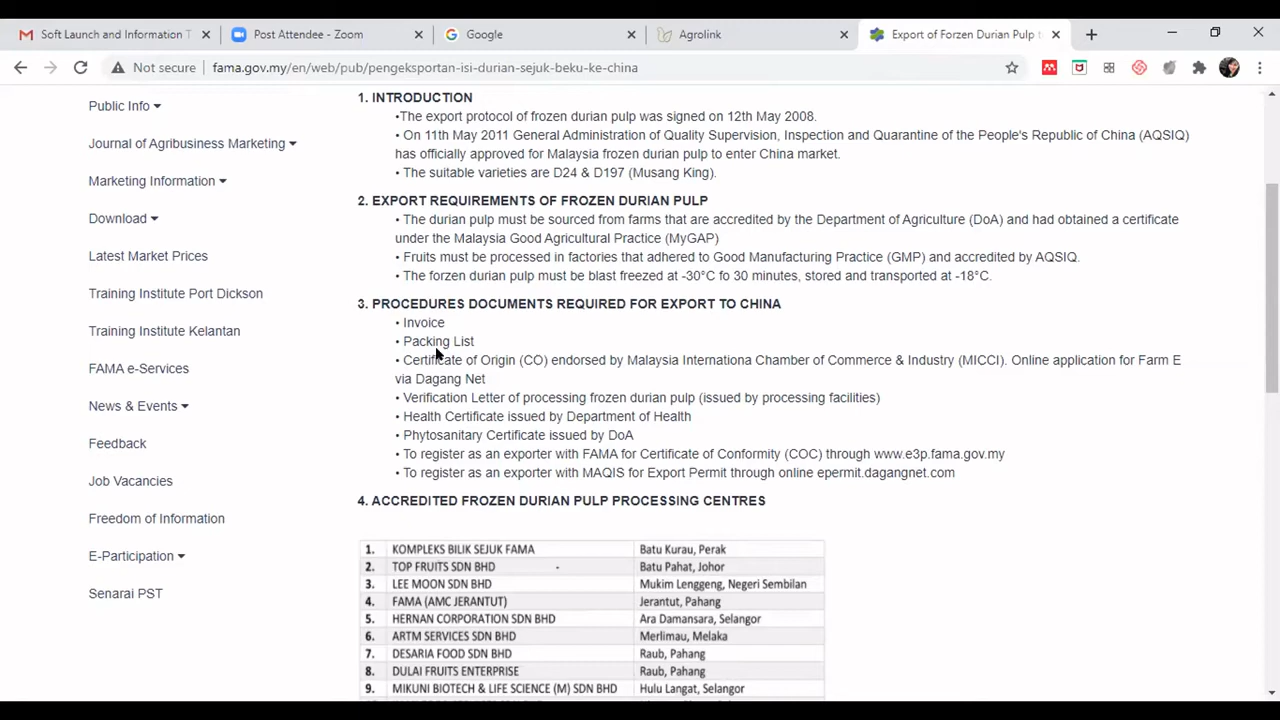 Soft Launch and Information T
Post Attendee - Zoom
Google
Agrolink
Export of Forzen Durian Pulp t
Not secure
fama.gov.my/en/web/pub/pengeksportan-isi-durian-sejuk-beku-ke-china
Public Info
Journal of Agribusiness Marketing
Marketing Information
Download
Latest Market Prices
Training Institute Port Dickson
Training Institute Kelantan
FAMA e-Services
News & Events
Feedback
Job Vacancies
Freedom of Information
E-Participation
Senarai PST
1. INTRODUCTION
•The export protocol of frozen durian pulp was signed on 12th May 2008.
• On 11th May 2011 General Administration of Quality Supervision, Inspection and Quarantine of the People's Republic of China (AQSIQ)
has officially approved for Malaysia frozen durian pulp to enter China market.
• The suitable varieties are D24 & D197 (Musang King).
2. EXPORT REQUIREMENTS OF FROZEN DURIAN PULP
• The durian pulp must be sourced from farms that are accredited by the Department of Agriculture (DoA) and had obtained a certificate
under the Malaysia Good Agricultural Practice (MyGAP)
• Fruits must be processed in factories that adhered to Good Manufacturing Practice (GMP) and accredited by AQSIQ.
• The forzen durian pulp must be blast freezed at -30°C fo 30 minutes, stored and transported at -18°C.
3. PROCEDURES DOCUMENTS REQUIRED FOR EXPORT TO CHINA
• Invoice
• Packing List
• Certificate of Origin (CO) endorsed by Malaysia Internationa Chamber of Commerce & Industry (MICCI). Online application for Farm E
via Dagang Net
• Verification Letter of processing frozen durian pulp (issued by processing facilities)
• Health Certificate issued by Department of Health
• Phytosanitary Certificate issued by DoA
• To register as an exporter with FAMA for Certificate of Conformity (COC) through www.e3p.fama.gov.my
• To register as an exporter with MAQIS for Export Permit through online epermit.dagangnet.com
4. ACCREDITED FROZEN DURIAN PULP PROCESSING CENTRES
1. KOMPLEKS BILIK SEJUK FAMA Batu Kurau, Perak
2. TOP FRUITS SDN BHD - Batu Pahat, Johor
3. LEE MOON SDN BHD Mukim Lenggeng, Negeri Sembilan
4. FAMA (AMC JERANTUT) Jerantut, Pahang
5. HERNAN CORPORATION SDN BHD Ara Damansara, Selangor
6. ARTM SERVICES SDN BHD Merlimau, Melaka
7. DESARIA FOOD SDN BHD Raub, Pahang
8. DULAI FRUITS ENTERPRISE Raub, Pahang
9. MIKUNI BIOTECH & LIFE SCIENCE (M) SDN BHD Hulu Langat, Selangor